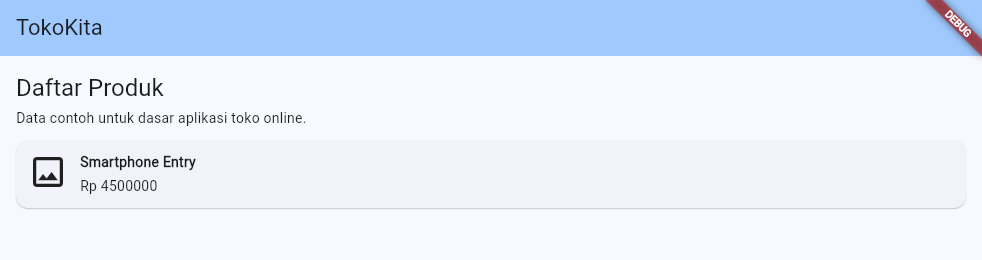 TokoKita
DEBUG
Daftar Produk
Data contoh untuk dasar aplikasi toko online.
Smartphone Entry
Rp 4500000